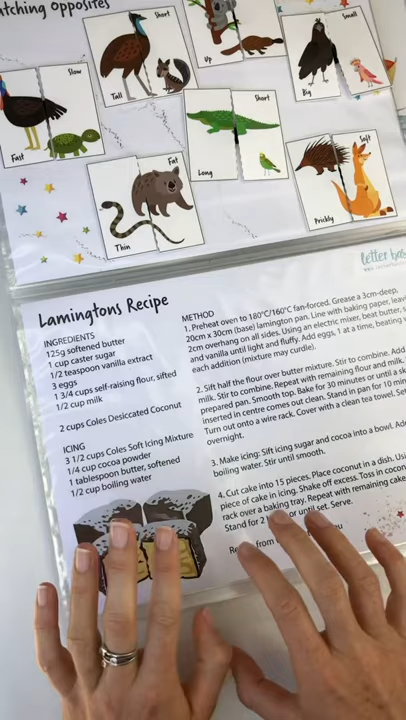 atching opposites
Short
Tall
Up
Small
Big
Slow
Fast
Short
Long
Soft
Prickly
Fat
Thin
letter bas
Lamingtons Recipe
INGREDIENTS
125g softened butter
1 cup caster sugar
1/2 teaspoon vanilla extract
3 eggs
1 3/4 cups self-raising flour, sifted
1/2 cup milk
2 cups Coles Desiccated Coconut
ICING
3 1/2 cups Coles Soft Icing Mixture
1/4 cup cocoa powder
1 tablespoon butter, softened
1/2 cup boiling water
METHOD
1. Preheat oven to 180°C/160°C fan-forced. Grease a 3cm-deep,
20cm x 30cm (base) lamington pan. Line with baking paper, leav
2cm overhang on all sides. Using an electric mixer, beat butter, s
and vanilla until light and fluffy. Add eggs, 1 at a time, beating
each addition (mixture may curdle).
2. Sift half the flour over butter mixture. Stir to combine. Add
milk. Stir to combine. Repeat with remaining flour and milk.
prepared pan. Smooth top. Bake for 30 minutes or until a sk
inserted in centre comes out clean. Stand in pan for 10 min
Turn out onto a wire rack. Cover with a clean tea towel. Set
overnight.
3. Make icing: Sift icing sugar and cocoa into a bowl. Add
boiling water. Stir until smooth.
4. Cut cake into 15 pieces. Place coconut in a dish. Usi
piece of cake in icing. Shake off excess. Toss in coconu
rack over a baking tray. Repeat with remaining cake
Stand for 2 or until set. Serve.
from